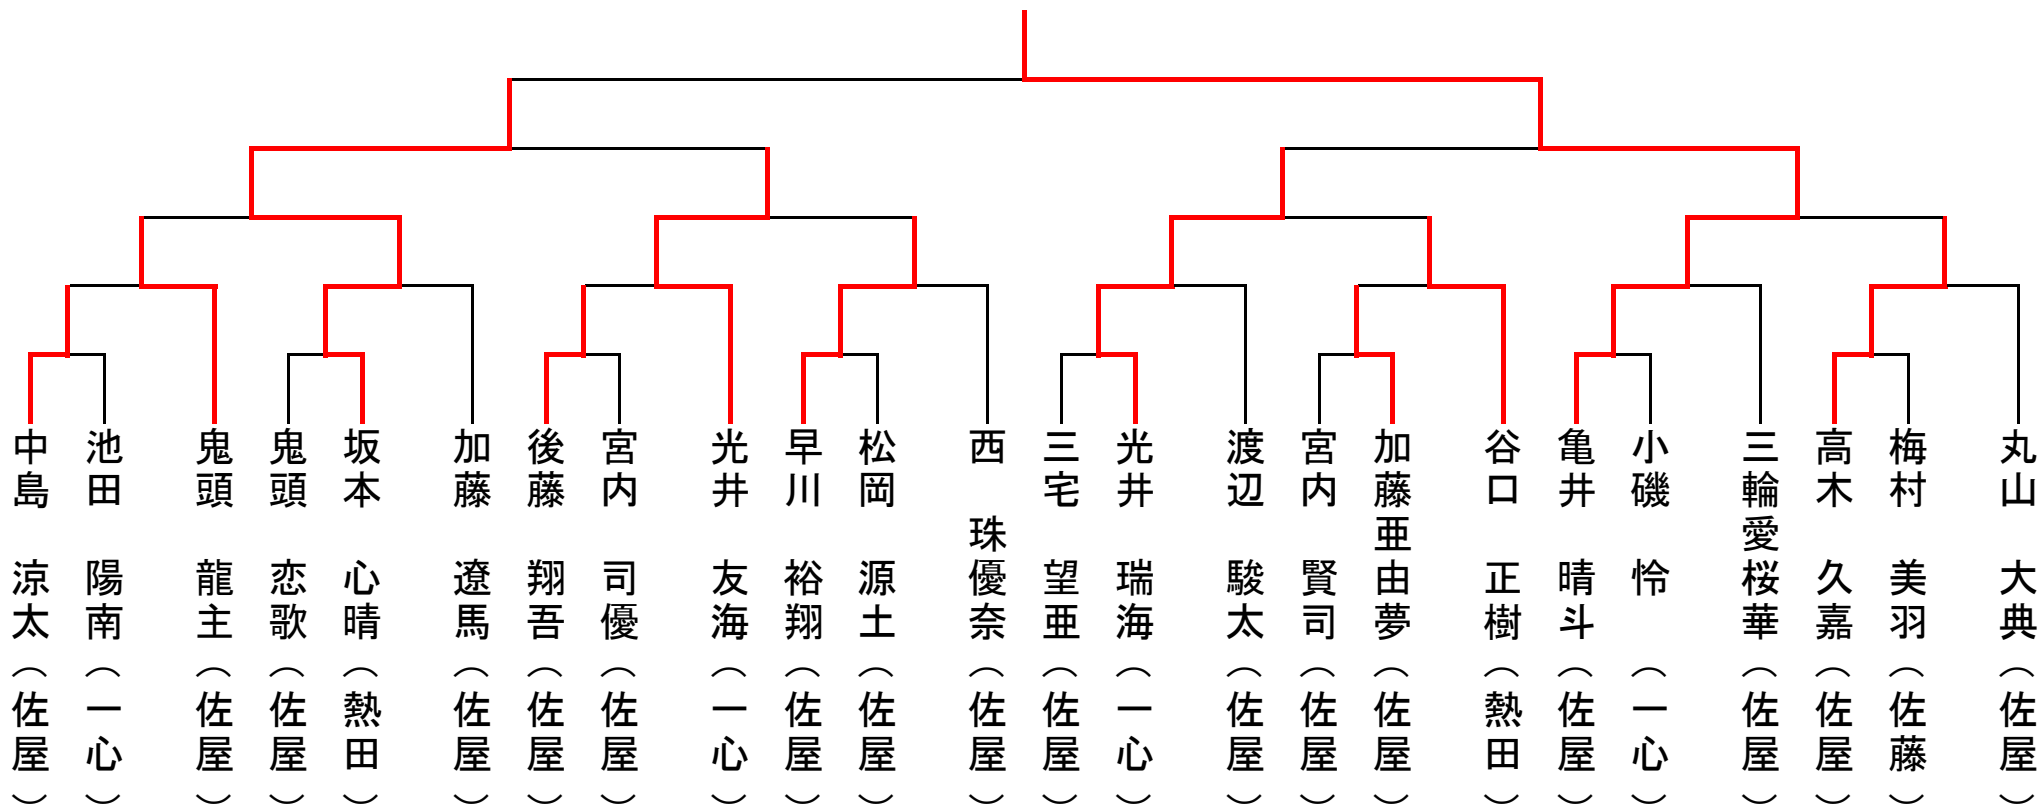 中島 涼太（佐屋）
池田 陽南（一心）
鬼頭 龍主（佐屋）
鬼頭 恋歌（佐屋）
坂本 心晴（熱田）
加藤 遼馬（佐屋）
後藤 翔吾（佐屋）
宮内 司優（佐屋）
光井 友海（一心）
早川 裕翔（佐屋）
松岡 源土（佐屋）
西 珠優奈（佐屋）
三宅 望亜（佐屋）
光井 瑞海（一心）
渡辺 駿太（佐屋）
宮内 賢司（佐屋）
加藤亜由夢（佐屋）
谷口 正樹（熱田）
亀井 晴斗（佐屋）
小磯 怜（一心）
三輪愛桜華（佐屋）
高木 久嘉（佐屋）
梅村 美羽（佐藤）
丸山 大典（佐屋）